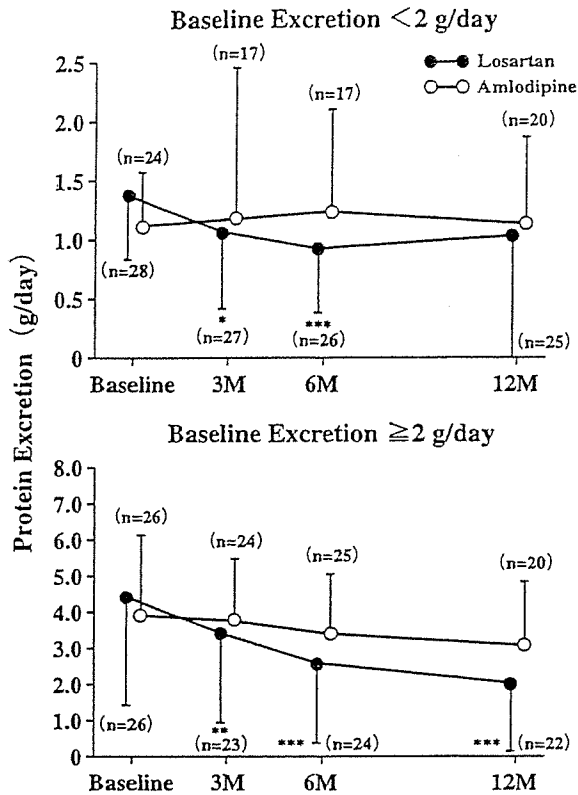 Baseline Excretion <2 g/day
Losartan
Amlodipine
Protein Excretion (g/day)
2.5
2.0
1.5
1.0
0.5
0
(n=24)
(n=17)
(n=17)
(n=20)
(n=28)
*
(n=27)
***
(n=26)
(n=25)
Baseline 3M 6M 12M
Baseline Excretion ≧2 g/day
8.0
7.0
6.0
5.0
4.0
3.0
2.0
1.0
0
(n=26)
(n=24)
(n=25)
(n=20)
(n=26)
**
(n=23)
*** (n=24)
*** (n=22)
Baseline 3M 6M 12M